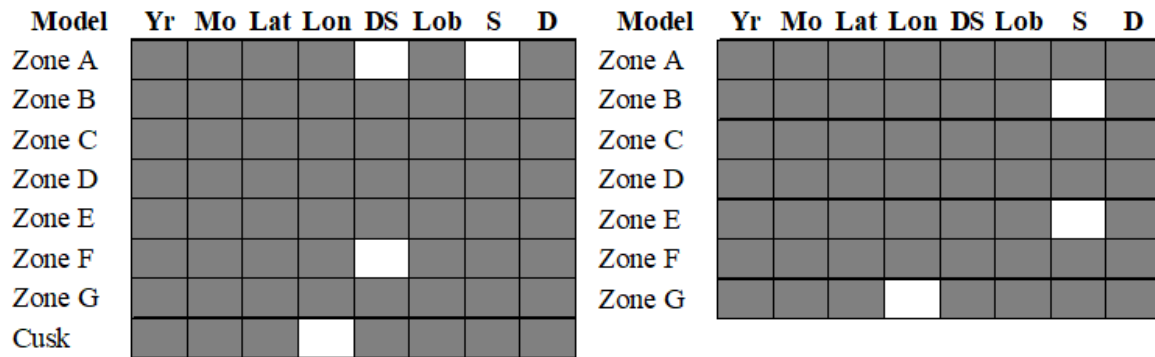 Model Yr Mo Lat Lon DS Lob S D
Zone A
Zone B
Zone C
Zone D
Zone E
Zone F
Zone G
Cusk
Model Yr Mo Lat Lon DS Lob S D
Zone A
Zone B
Zone C
Zone D
Zone E
Zone F
Zone G